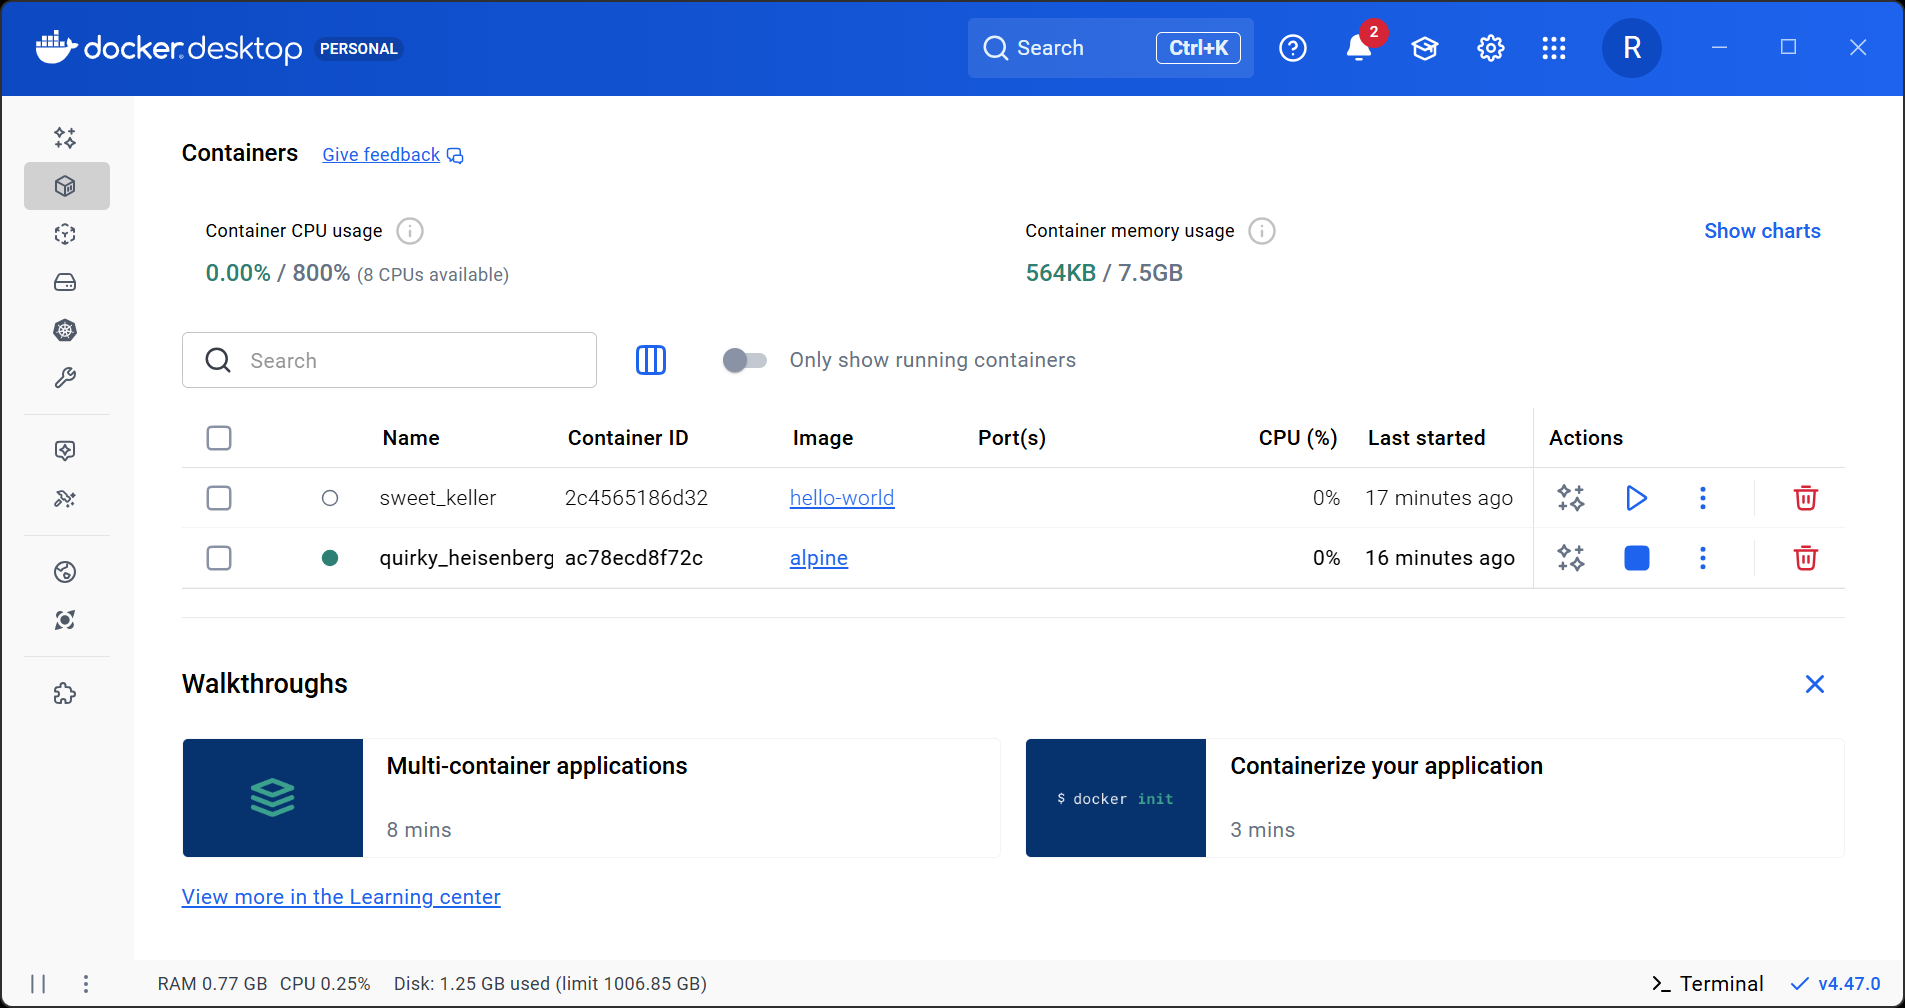 docker desktop PERSONAL Search Ctrl+K 2 R
Containers Give feedback
Container CPU usage Container memory usage Show charts
0.00% / 800% (8 CPUs available) 564KB / 7.5GB
Search Only show running containers
Name Container ID Image Port(s) CPU (%) Last started Actions
sweet_keller 2c4565186d32 hello-world 0% 17 minutes ago
quirky_heisenberg ac78ecd8f72c alpine 0% 16 minutes ago
Walkthroughs
Multi-container applications
8 mins
$ docker init
Containerize your application
3 mins
View more in the Learning center
RAM 0.77 GB CPU 0.25% Disk: 1.25 GB used (limit 1006.85 GB) >_ Terminal v4.47.0